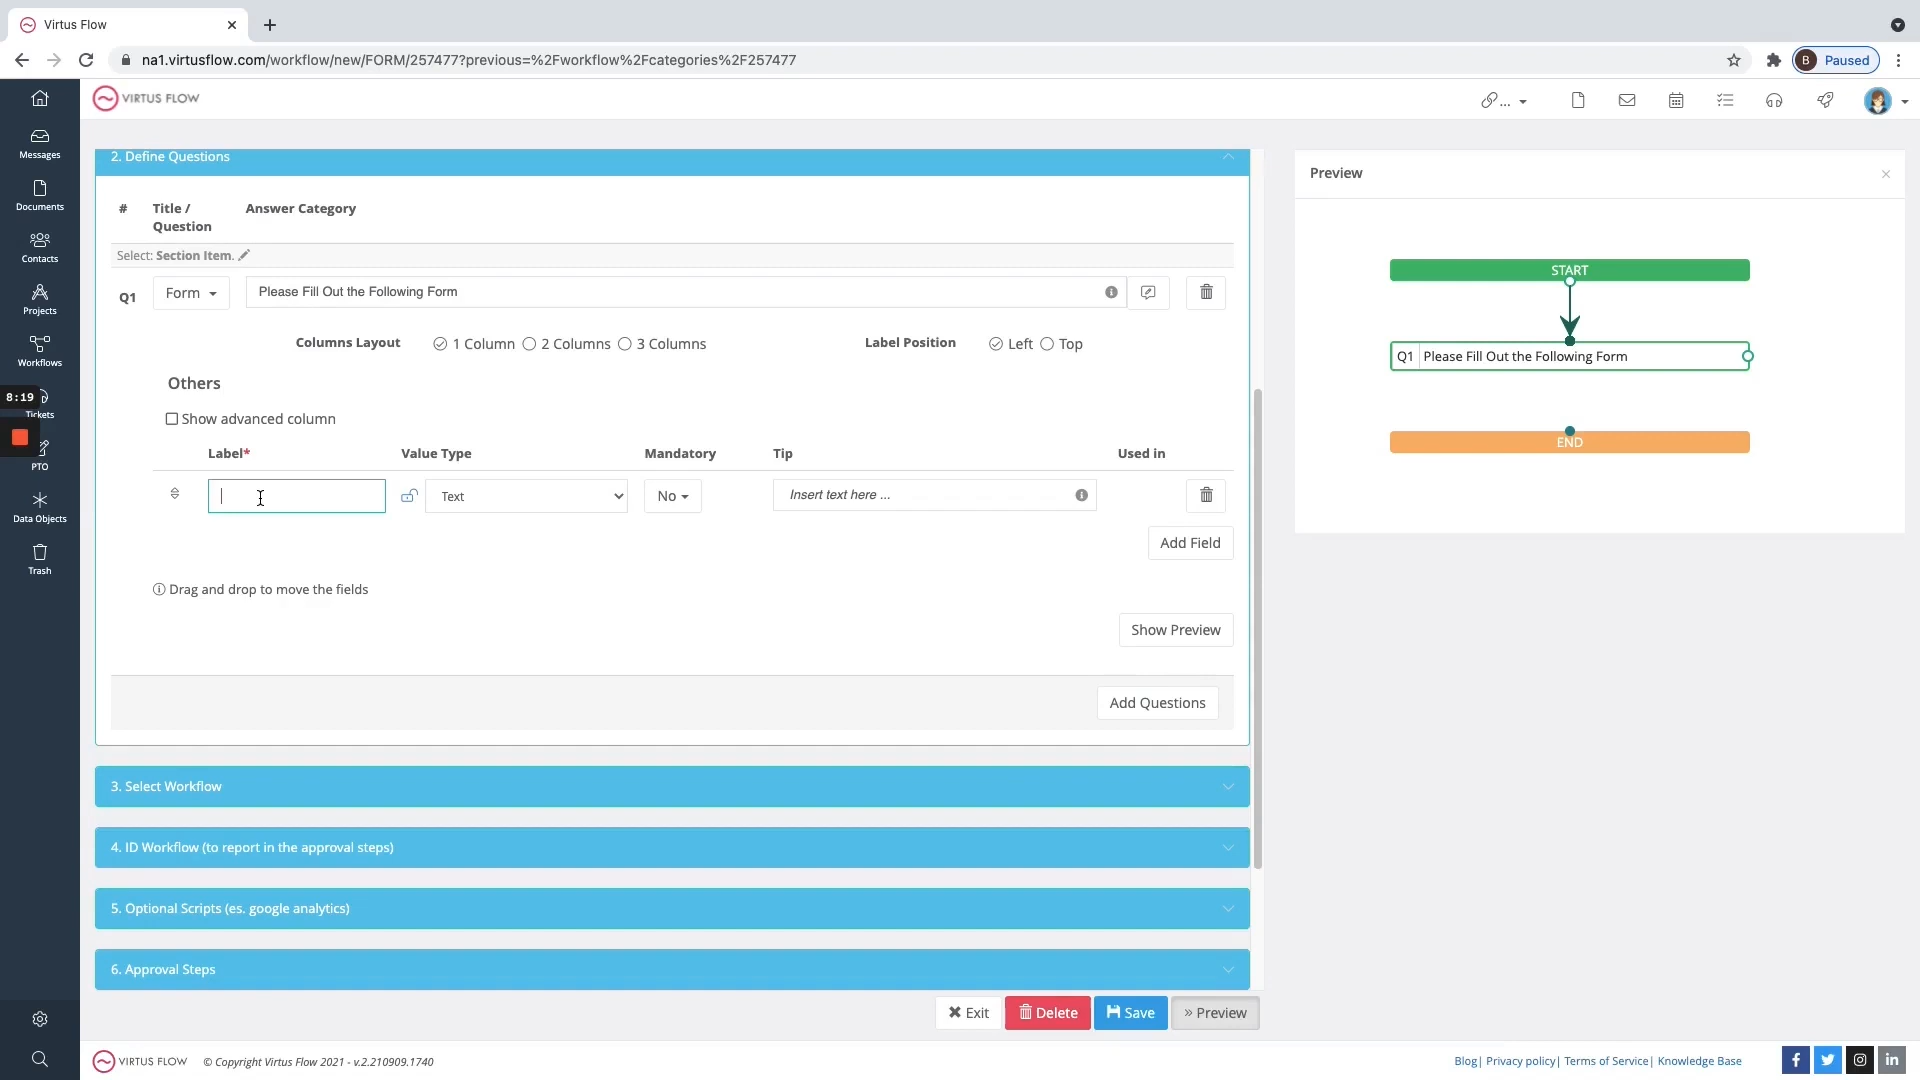 Virtus Flow
na1.virtusflow.com/workflow/new/FORM/257477?previous=%2Fworkflow%2Fcategories%2F257477
B Paused
VIRTUS FLOW
...
Messages
Documents
Contacts
Projects
Workflows
8:19
Tickets
PTO
Data Objects
Trash
2. Define Questions
# Title / Question Answer Category
Select: Section Item.
Q1 Form Please Fill Out the Following Form
Columns Layout 1 Column 2 Columns 3 Columns Label Position Left Top
Others
Show advanced column
Label* Value Type Mandatory Tip Used in
Text No Insert text here ...
Add Field
Drag and drop to move the fields
Show Preview
Add Questions
3. Select Workflow
4. ID Workflow (to report in the approval steps)
5. Optional Scripts (es. google analytics)
6. Approval Steps
Exit Delete Save » Preview
Preview
START
Q1 Please Fill Out the Following Form
END
VIRTUS FLOW © Copyright Virtus Flow 2021 - v.2.210909.1740
Blog| Privacy policy| Terms of Service| Knowledge Base